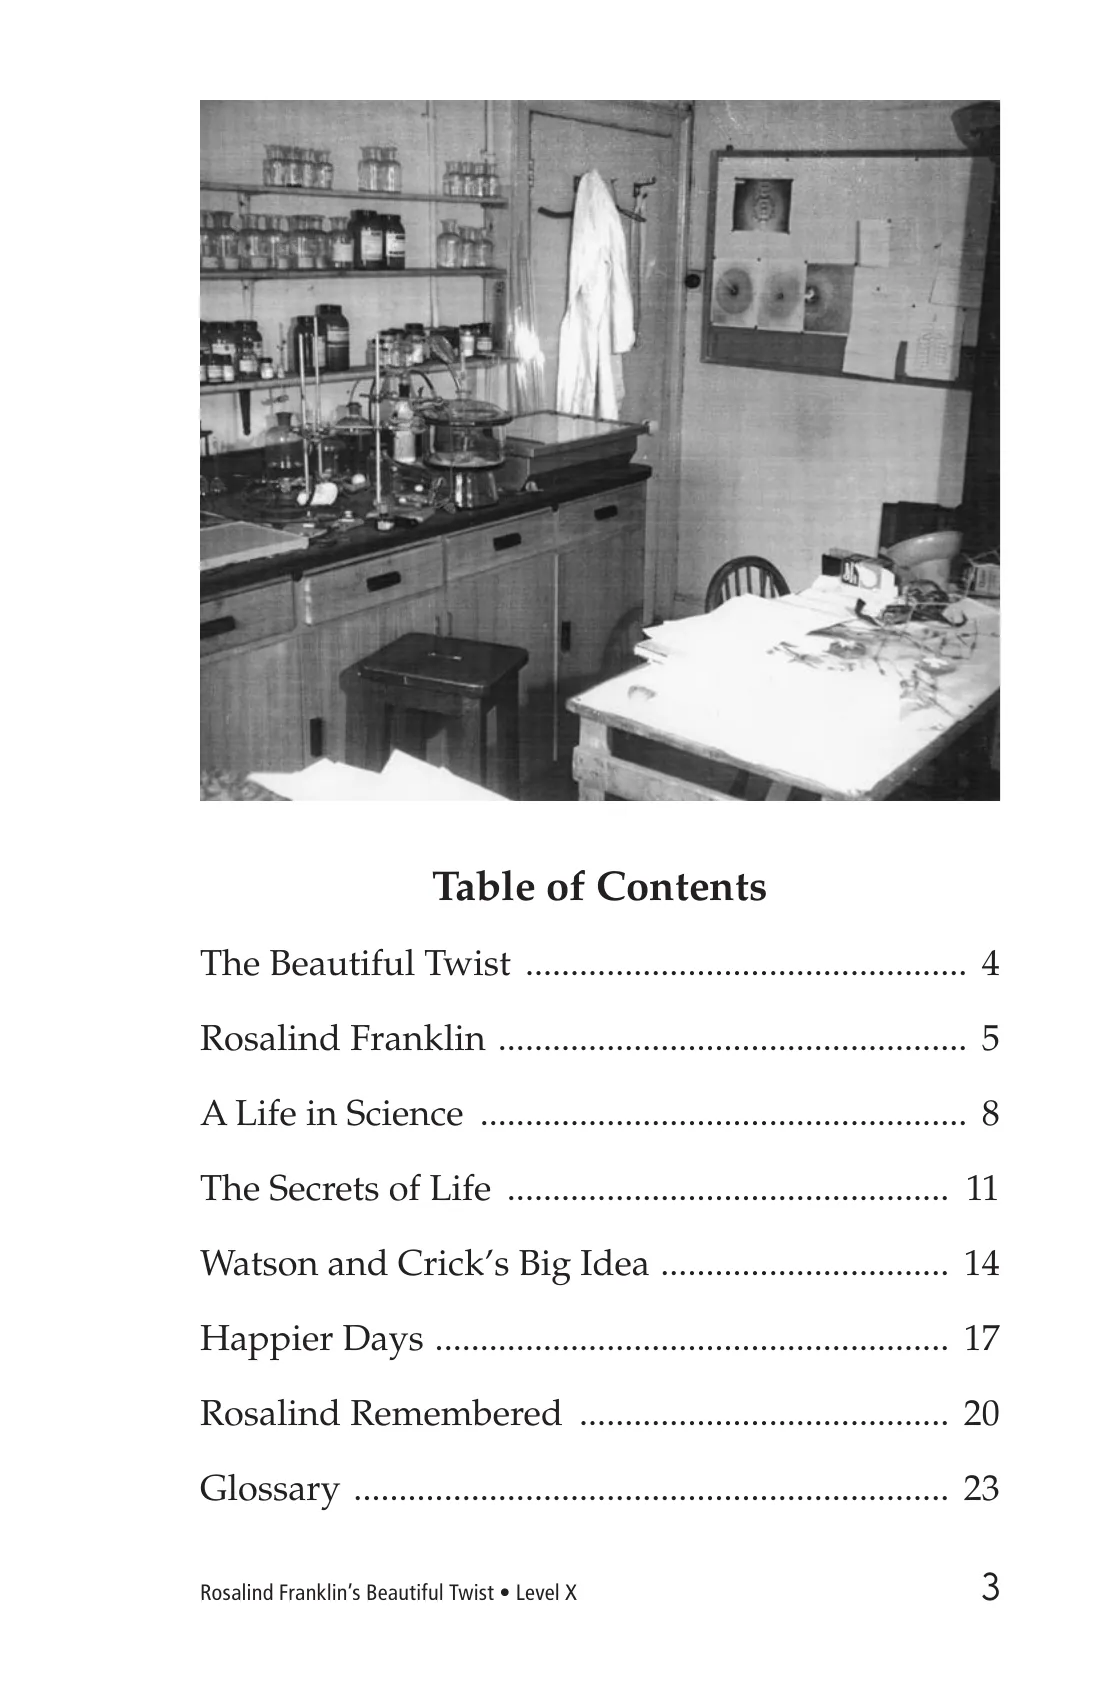 Table of Contents
The Beautiful Twist ................................................. 4
Rosalind Franklin .................................................... 5
A Life in Science ...................................................... 8
The Secrets of Life ................................................. 11
Watson and Crick’s Big Idea ................................ 14
Happier Days ......................................................... 17
Rosalind Remembered ......................................... 20
Glossary .................................................................. 23
Rosalind Franklin’s Beautiful Twist • Level X 3